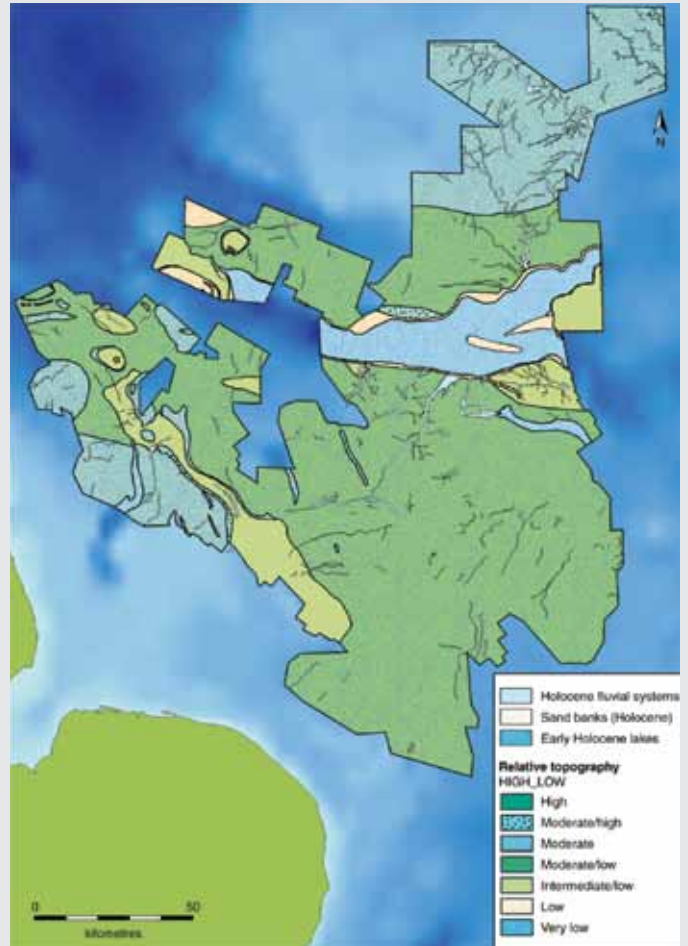 N
Holocene fluvial systems
Sand banks (Holocene)
Early Holocene lakes
Relative topography
HIGH_LOW
High
Moderate/high
Moderate
Moderate/low
Intermediate/low
Low
Very low
0 50
kilometres